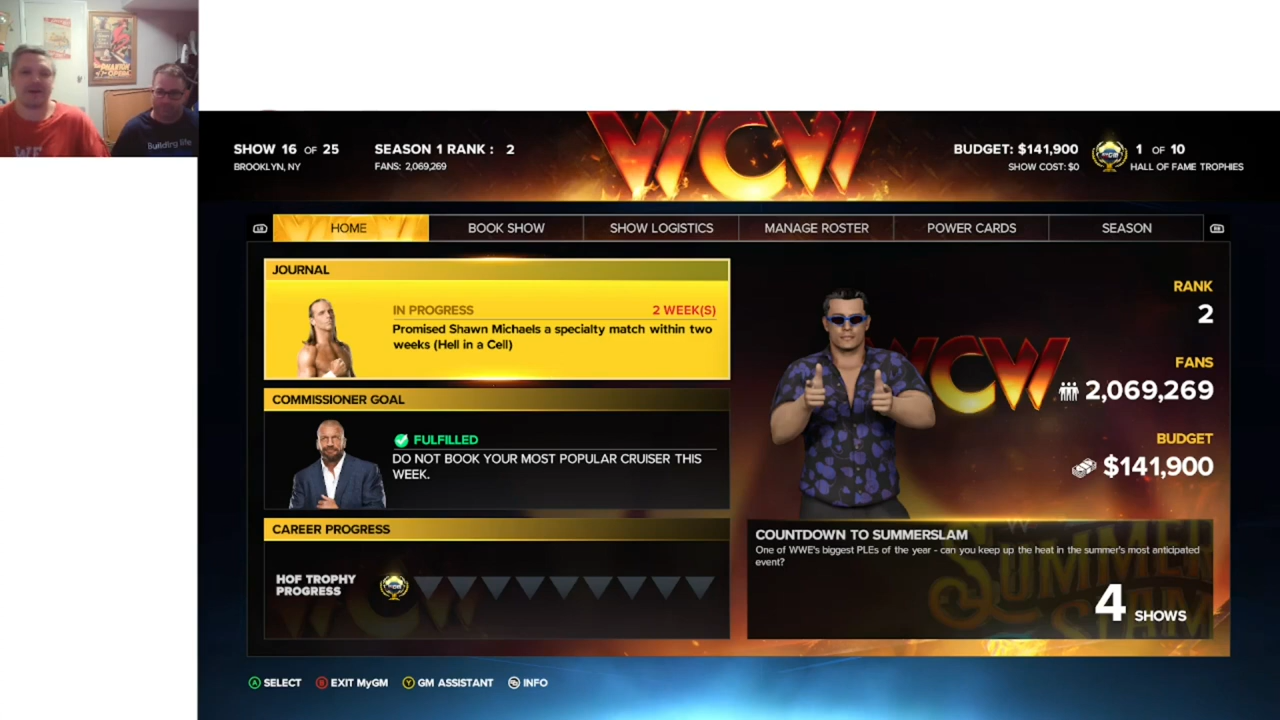 WCW
SHOW 16 OF 25
BROOKLYN, NY
SEASON 1 RANK : 2
FANS: 2,069,269
BUDGET: $141,900
SHOW COST: $0
1 OF 10
HALL OF FAME TROPHIES
HOME
BOOK SHOW
SHOW LOGISTICS
MANAGE ROSTER
POWER CARDS
SEASON
JOURNAL
IN PROGRESS
2 WEEK(S)
Promised Shawn Michaels a specialty match within two
weeks (Hell in a Cell)
COMMISSIONER GOAL
FULFILLED
DO NOT BOOK YOUR MOST POPULAR CRUISER THIS
WEEK.
CAREER PROGRESS
HOF TROPHY
PROGRESS
WCW
RANK
2
FANS
2,069,269
BUDGET
$141,900
COUNTDOWN TO SUMMERSLAM
One of WWE's biggest PLEs of the year - can you keep up the heat in the summer's most anticipated
event?
SUMMER
SLAM
4 SHOWS
A SELECT
B EXIT MyGM
Y GM ASSISTANT
INFO
Building life